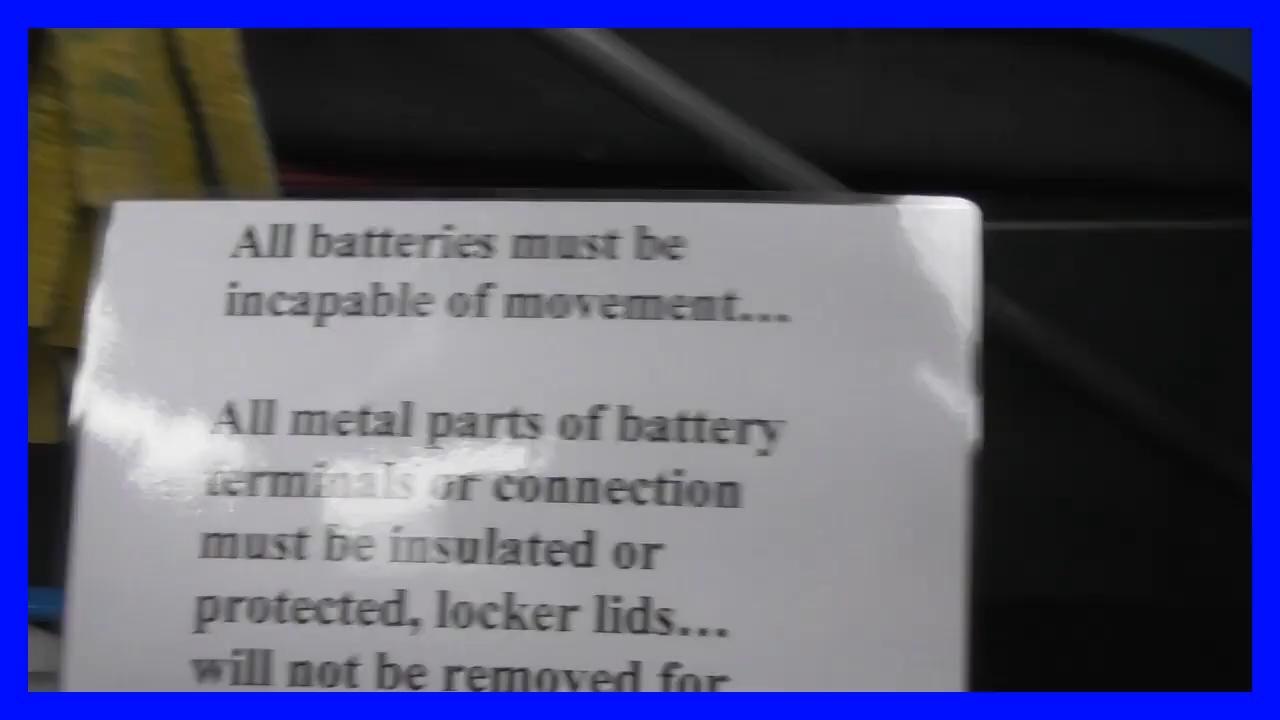 All batteries must be
incapable of movement...
All metal parts of battery
terminals or connection
must be insulated or
protected, locker lids...
will not be removed for